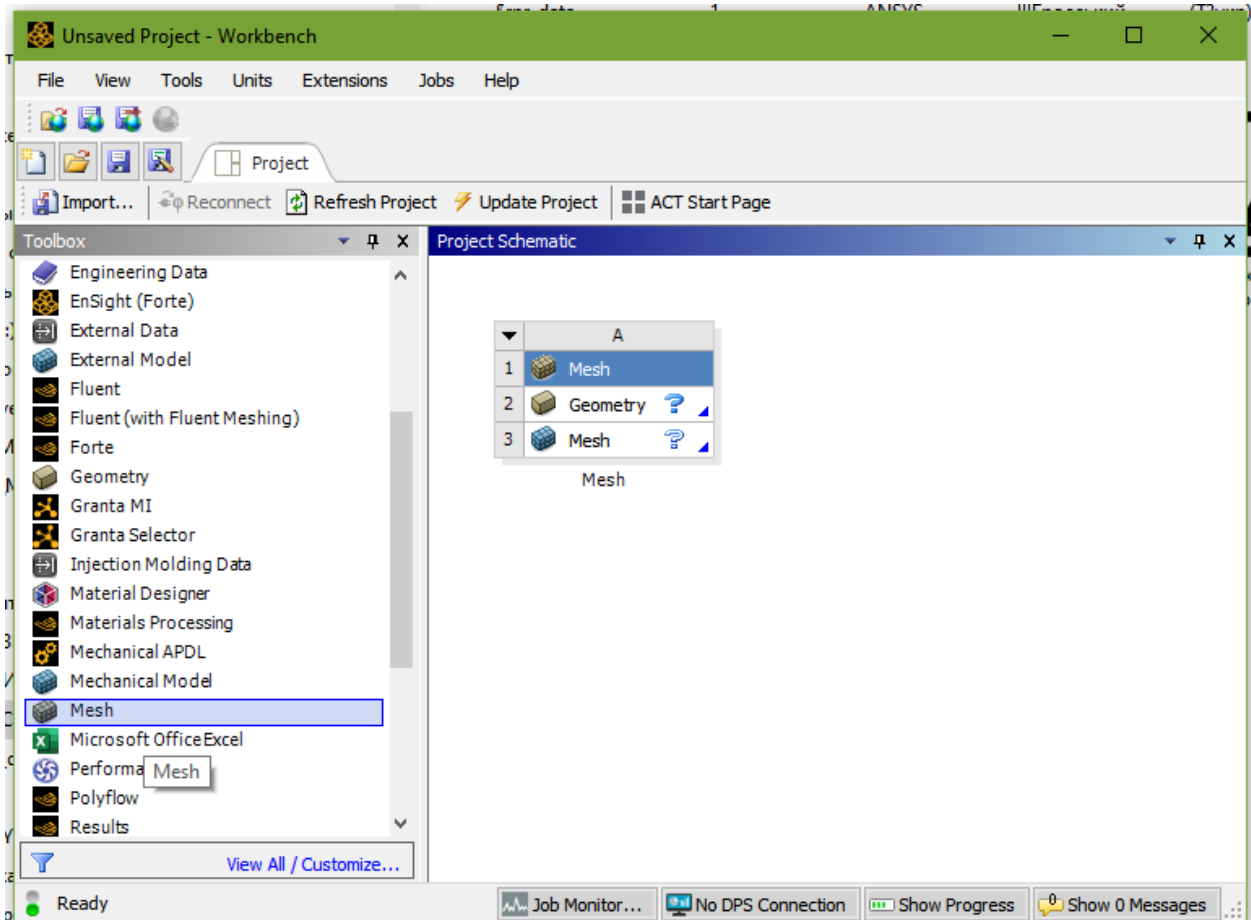 Unsaved Project - Workbench
File View Tools Units Extensions Jobs Help
Project
Import... Reconnect Refresh Project Update Project ACT Start Page
Toolbox
Engineering Data
EnSight (Forte)
External Data
External Model
Fluent
Fluent (with Fluent Meshing)
Forte
Geometry
Granta MI
Granta Selector
Injection Molding Data
Material Designer
Materials Processing
Mechanical APDL
Mechanical Model
Mesh
Microsoft Office Excel
Performa
Mesh
Polyflow
Results
View All / Customize...
Project Schematic
A
1 Mesh
2 Geometry ?
3 Mesh ?
Mesh
Ready Job Monitor... No DPS Connection Show Progress Show 0 Messages